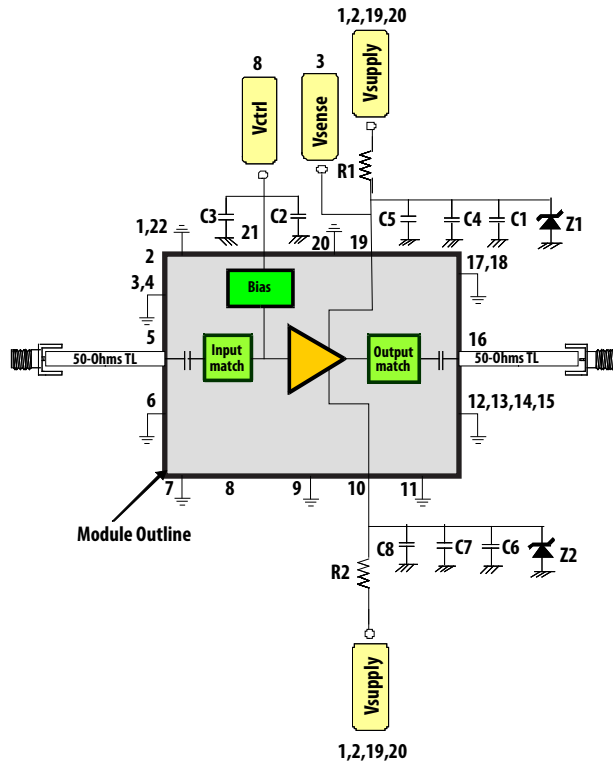 1,2,19,20
8
3
Vctrl
Vsense
Vsupply
R1
C3
C2
C5
C4
C1
Z1
1,22
21
20
19
2
17,18
3,4
Bias
5
16
50-Ohms TL
Input
match
Output
match
50-Ohms TL
6
12,13,14,15
7
8
9
10
11
Module Outline
C8
C7
C6
Z2
R2
Vsupply
1,2,19,20